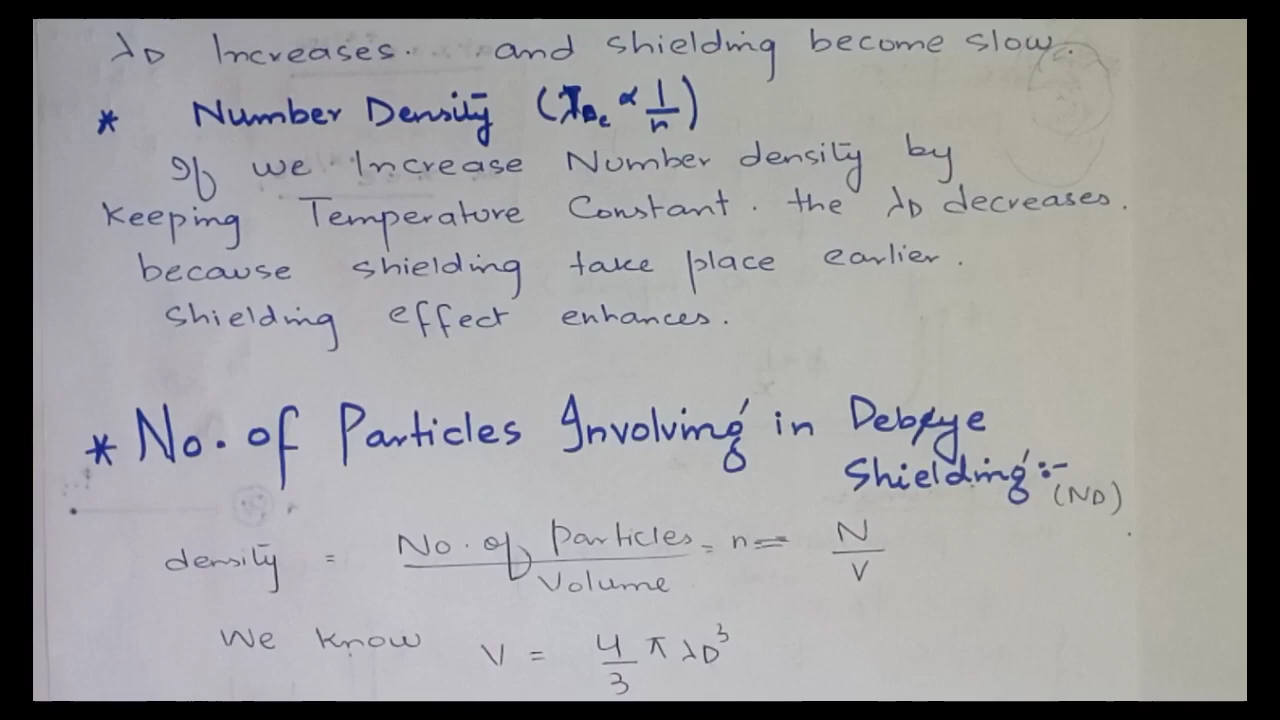 λD Increases. and shielding become slow.
* Number Density (λDe ∝ 1/n)
If we Increase Number density by
keeping Temperature Constant. the λD decreases.
because shielding take place earlier.
Shielding effect enhances.
* No. of Particles Involving in Debye
Shielding:- (ND)
density = No. of Particles / Volume = n = N / V
We know V = 4/3 π λD³